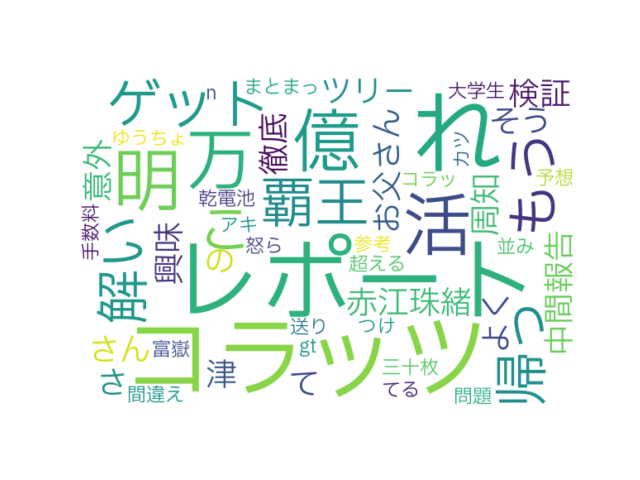 まとまっ
ツリー
大学生
検証
ゲット
n
億
れ
そう
ゆうちょ
万
徹底
お父さん
カツ
もう
意外
明
覇王
コラッ
予想
乾電池
活
周知
手数料
アキ
こ
解い
興味
の
怒ら
参考
並み
超える
レポート
中間報告
赤江珠緒
帰っ
よく
さん
富嶽
送り
つけ
コラッツ
gt
津
て
三十枚
さ
間違え
てる
問題